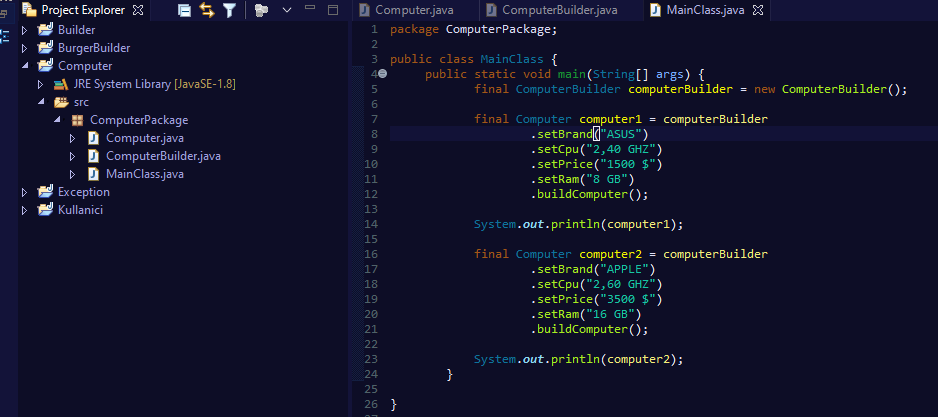 Project Explorer
Builder
BurgerBuilder
Computer
JRE System Library [JavaSE-1.8]
src
ComputerPackage
Computer.java
ComputerBuilder.java
MainClass.java
Exception
Kullanici
Computer.java ComputerBuilder.java MainClass.java
1 package ComputerPackage;
2
3 public class MainClass {
4 public static void main(String[] args) {
5 final ComputerBuilder computerBuilder = new ComputerBuilder();
6
7 final Computer computer1 = computerBuilder
8 .setBrand("ASUS")
9 .setCpu("2,40 GHZ")
10 .setPrice("1500 $")
11 .setRam("8 GB")
12 .buildComputer();
13
14 System.out.println(computer1);
15
16 final Computer computer2 = computerBuilder
17 .setBrand("APPLE")
18 .setCpu("2,60 GHZ")
19 .setPrice("3500 $")
20 .setRam("16 GB")
21 .buildComputer();
22
23 System.out.println(computer2);
24 }
25
26 }
27